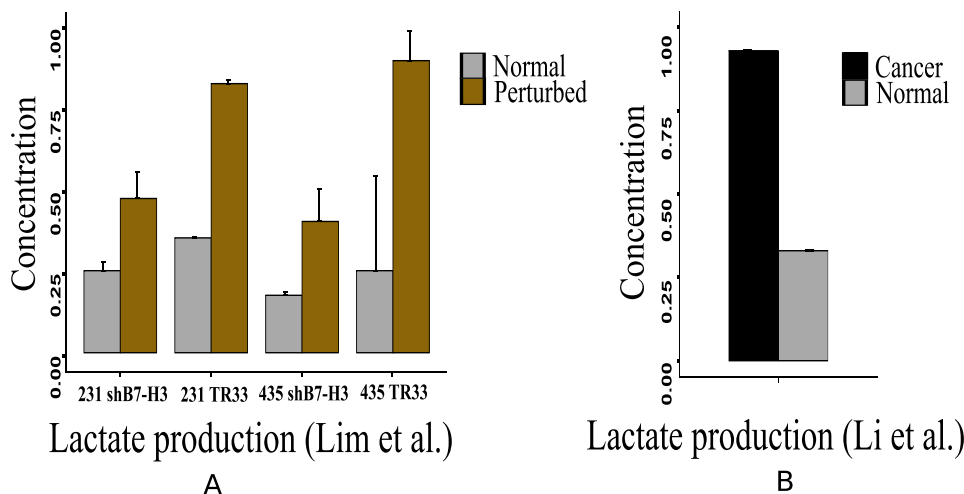 Concentration
1.00
0.75
0.50
0.25
0.00
Normal
Perturbed
231 shB7-H3
231 TR33
435 shB7-H3
435 TR33
Lactate production (Lim et al.)
A
Concentration
1.00
0.75
0.50
0.25
0.00
Cancer
Normal
Lactate production (Li et al.)
B